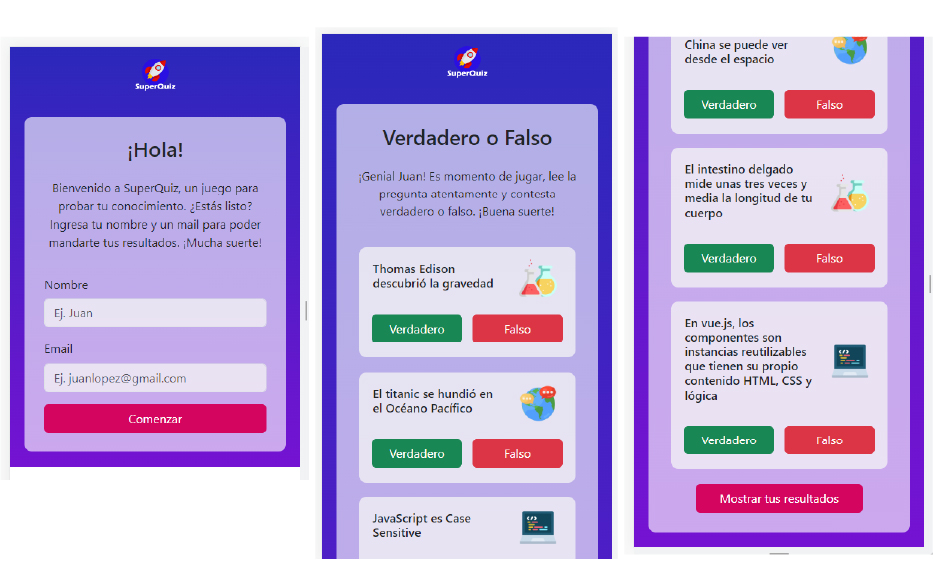 SuperQuiz
¡Hola!
Bienvenido a SuperQuiz, un juego para
probar tu conocimiento. ¿Estás listo?
Ingresa tu nombre y un mail para poder
mandarte tus resultados. ¡Mucha suerte!
Nombre
Ej. Juan
Email
Ej. juanlopez@gmail.com
Comenzar
SuperQuiz
Verdadero o Falso
¡Genial Juan! Es momento de jugar, lee la
pregunta atentamente y contesta
verdadero o falso. ¡Buena suerte!
Thomas Edison
descubrió la gravedad
Verdadero
Falso
El titanic se hundió en
el Océano Pacífico
Verdadero
Falso
JavaScript es Case
Sensitive
China se puede ver
desde el espacio
Verdadero
Falso
El intestino delgado
mide unas tres veces y
media la longitud de tu
cuerpo
Verdadero
Falso
En vue.js, los
componentes son
instancias reutilizables
que tienen su propio
contenido HTML, CSS y
lógica
Verdadero
Falso
Mostrar tus resultados